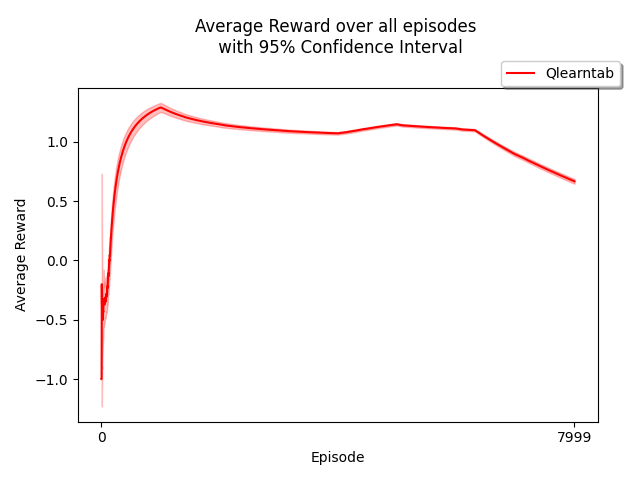 Average Reward over all episodes
with 95% Confidence Interval
Qlearntab
1.0
0.5
0.0
−0.5
−1.0
Average Reward
0
7999
Episode